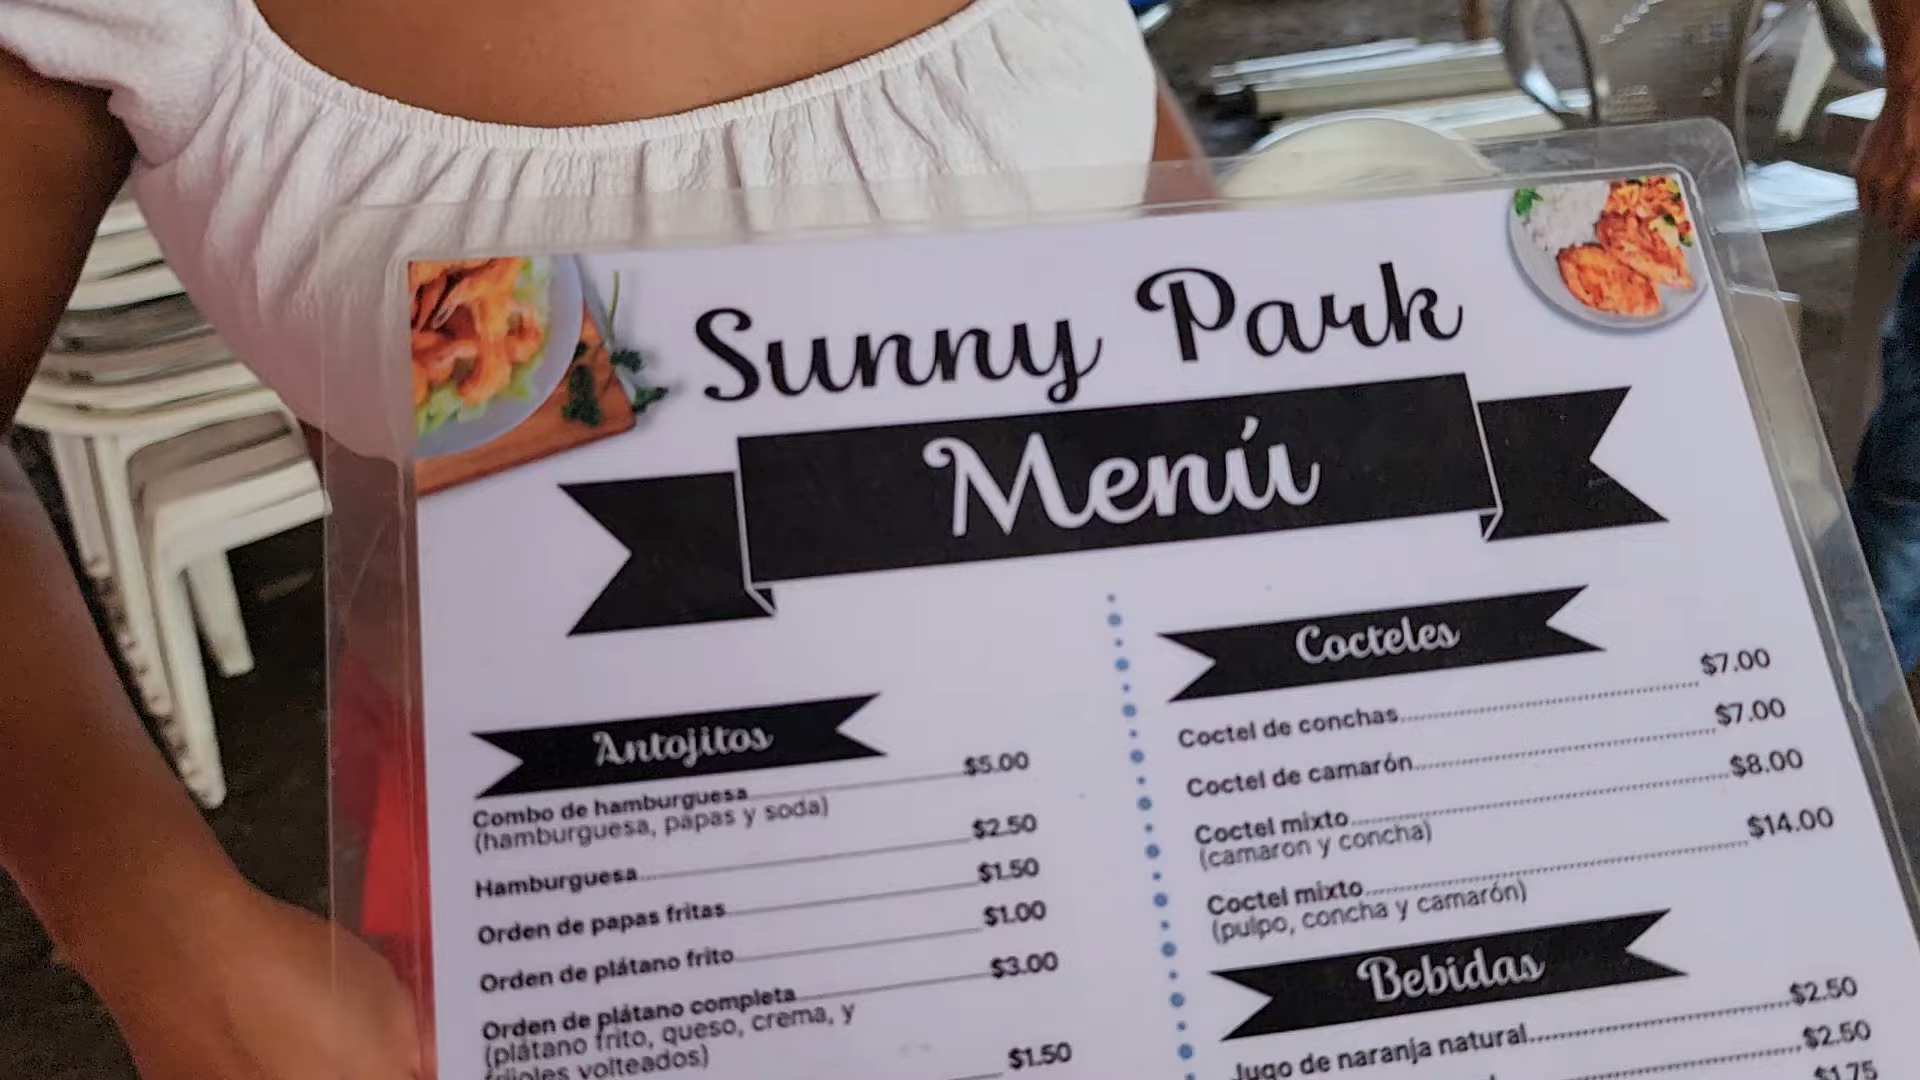 Sunny Park
Menú
Antojitos
Combo de hamburguesa $5.00
(hamburguesa, papas y soda)
Hamburguesa $2.50
Orden de papas fritas $1.50
Orden de plátano frito $1.00
Orden de plátano completa $3.00
(plátano frito, queso, crema, y
frijoles volteados)
$1.50
Cocteles
Coctel de conchas $7.00
Coctel de camarón $7.00
Coctel mixto $8.00
(camaron y concha)
Coctel mixto $14.00
(pulpo, concha y camarón)
Bebidas
Jugo de naranja natural $2.50
$2.50
$1.75